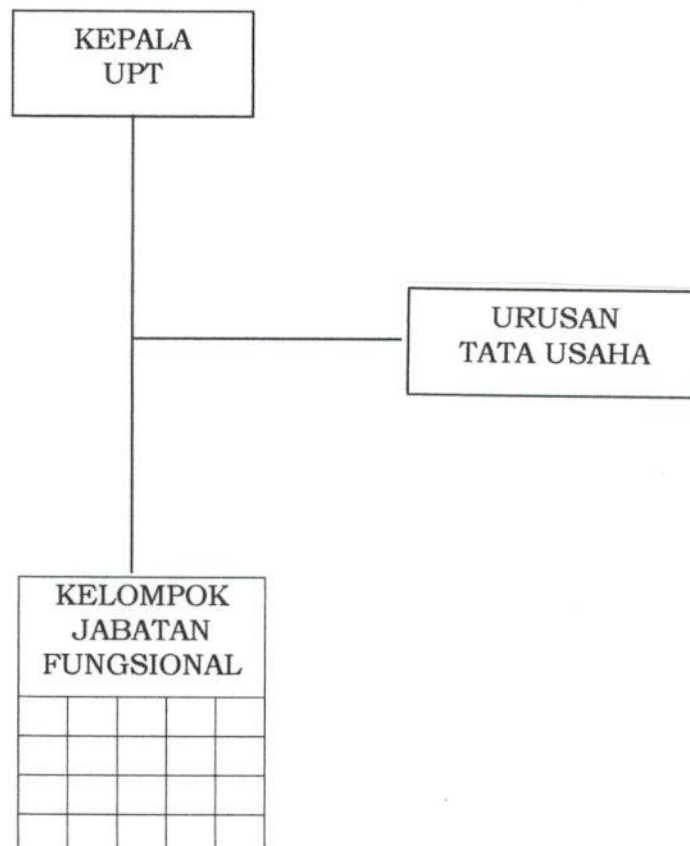 KEPALA
UPT
URUSAN
TATA USAHA
KELOMPOK
JABATAN
FUNGSIONAL